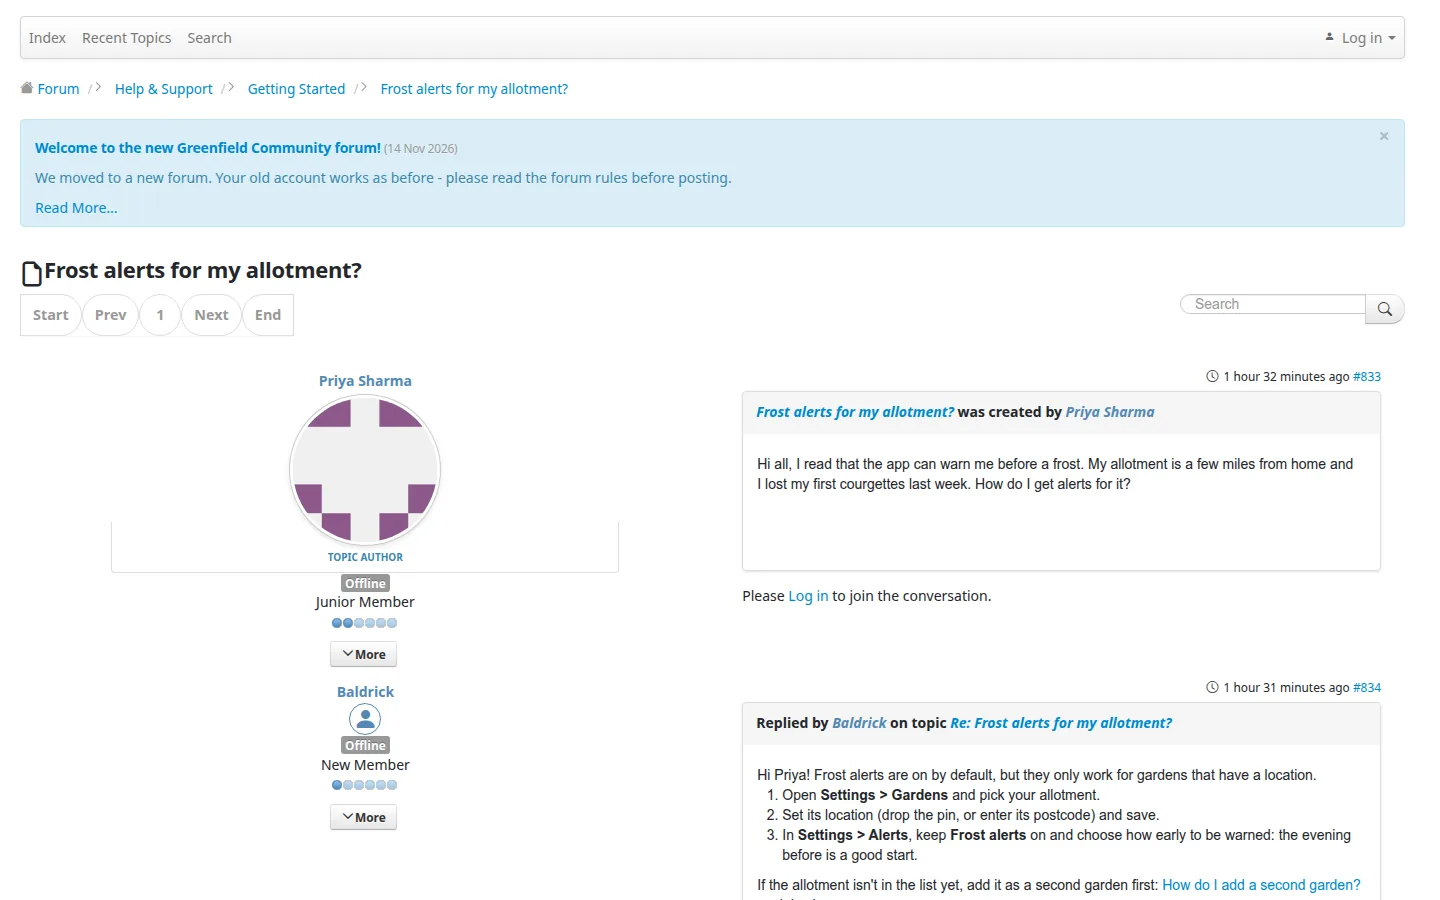 Index Recent Topics Search Log in
Forum / Help & Support / Getting Started / Frost alerts for my allotment?
×
Welcome to the new Greenfield Community forum! (14 Nov 2026)
We moved to a new forum. Your old account works as before - please read the forum rules before posting.
Read More...
Frost alerts for my allotment?
Start Prev 1 Next End
Search
Priya Sharma
TOPIC AUTHOR
Offline
Junior Member
More
1 hour 32 minutes ago #833
Frost alerts for my allotment? was created by Priya Sharma
Hi all, I read that the app can warn me before a frost. My allotment is a few miles from home and
I lost my first courgettes last week. How do I get alerts for it?
Please Log in to join the conversation.
Baldrick
Offline
New Member
More
1 hour 31 minutes ago #834
Replied by Baldrick on topic Re: Frost alerts for my allotment?
Hi Priya! Frost alerts are on by default, but they only work for gardens that have a location.
1. Open Settings > Gardens and pick your allotment.
2. Set its location (drop the pin, or enter its postcode) and save.
3. In Settings > Alerts, keep Frost alerts on and choose how early to be warned: the evening
before is a good start.
If the allotment isn't in the list yet, add it as a second garden first: How do I add a second garden?